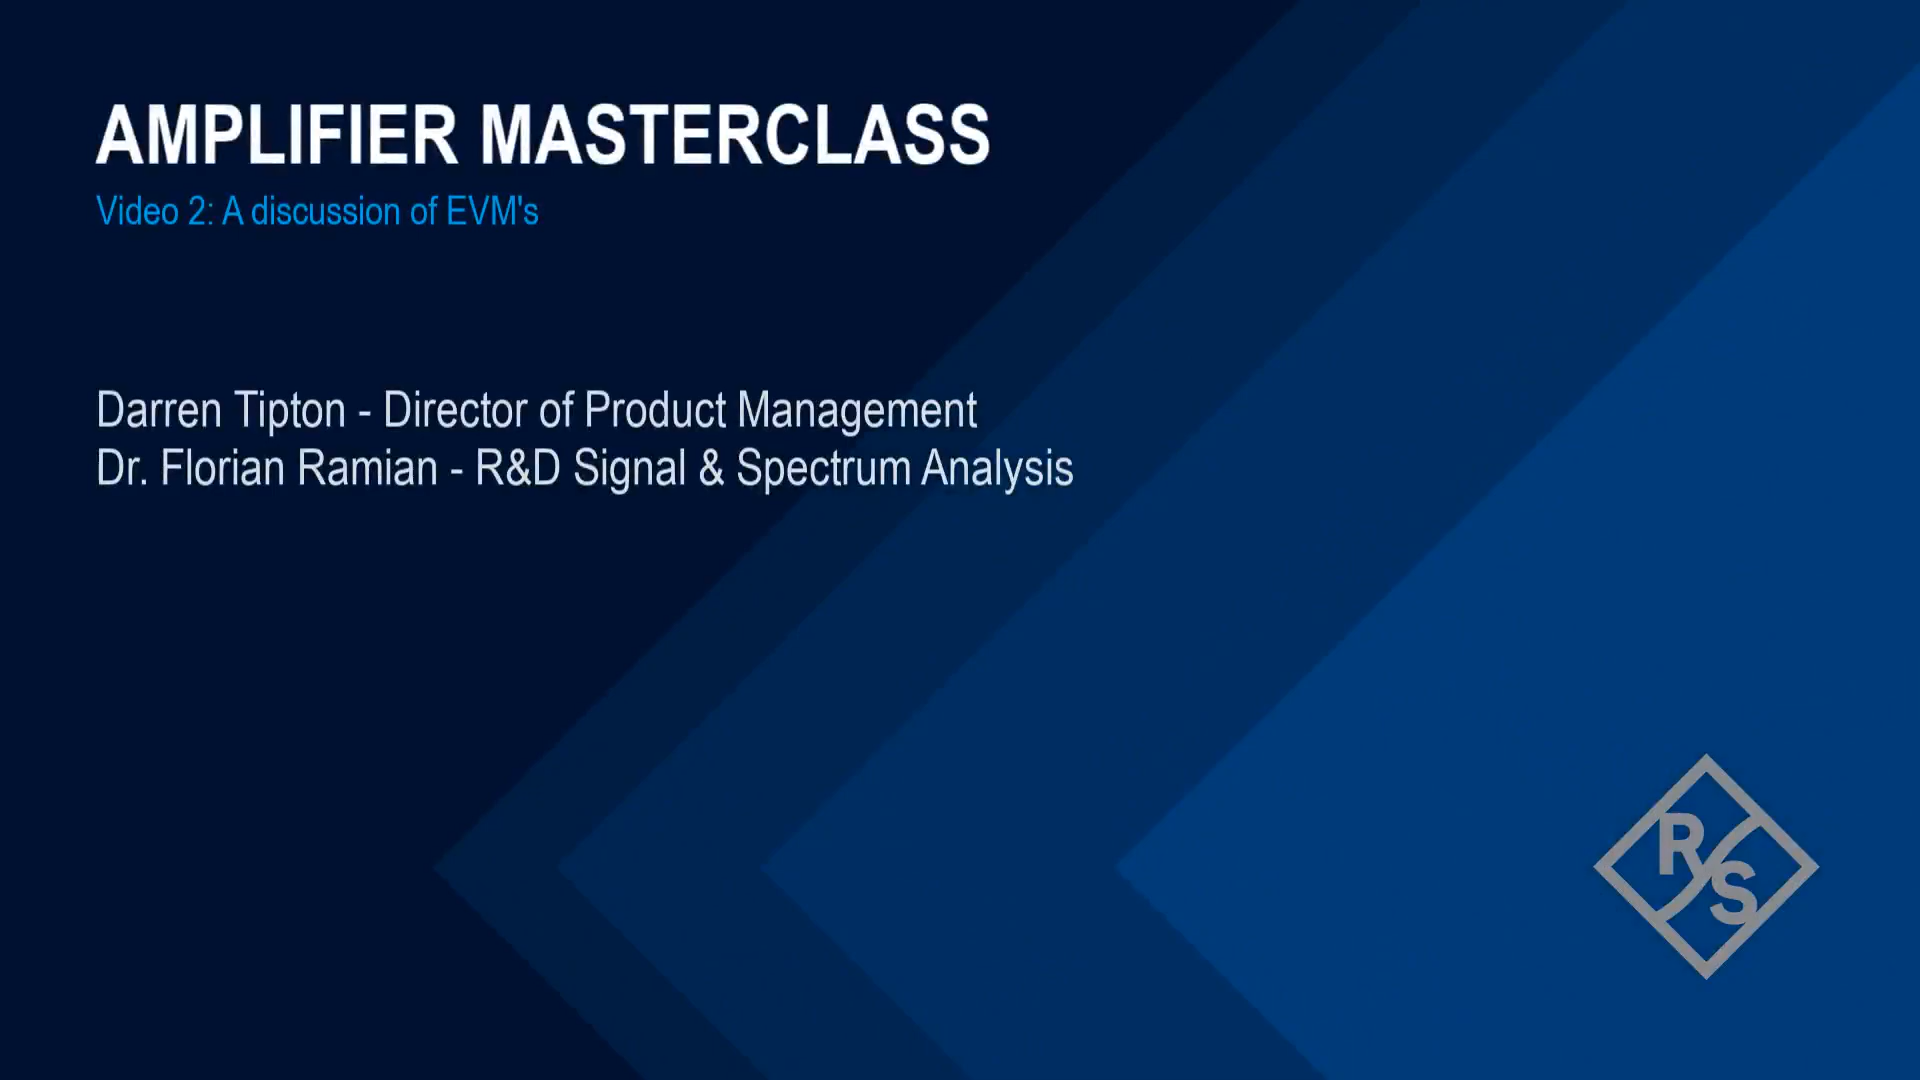 AMPLIFIER MASTERCLASS
Video 2: A discussion of EVM's
Darren Tipton - Director of Product Management
Dr. Florian Ramian - R&D Signal & Spectrum Analysis
R
S